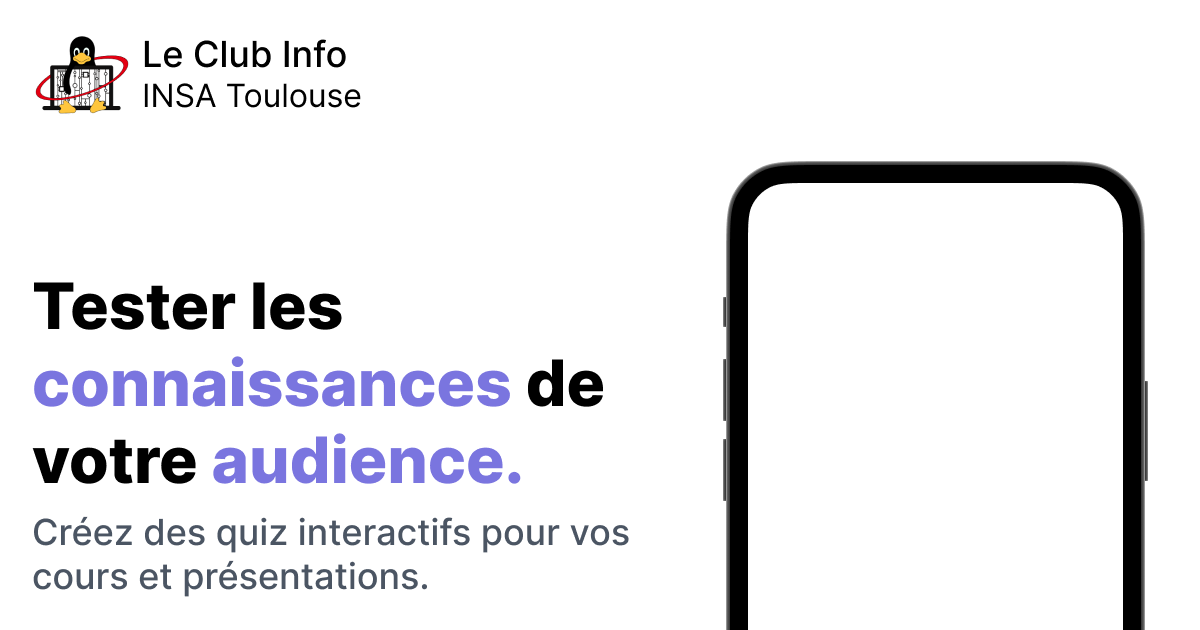 Le Club Info
INSA Toulouse
Tester les
connaissances de
votre audience.
Créez des quiz interactifs pour vos
cours et présentations.